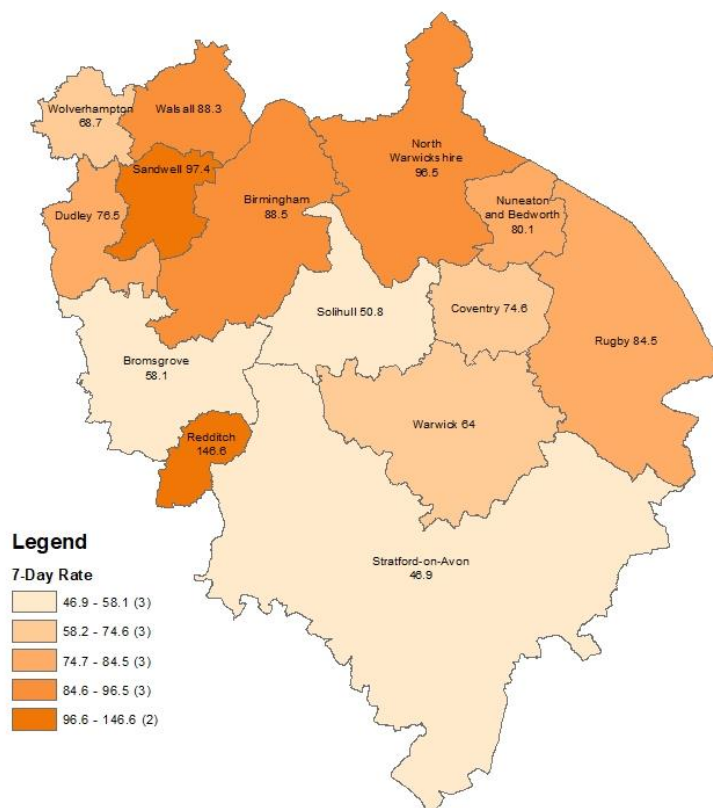 Wolverhampton
68.7
Walsall 88.3
North
Warwickshire
96.5
Sandwell 97.4
Birmingham
88.5
Nuneaton
and Bedworth
80.1
Dudley 76.5
Solihull 50.8
Coventry 74.6
Rugby 84.5
Bromsgrove
58.1
Warwick 64
Redditch
146.6
Stratford-on-Avon
46.9
Legend
7-Day Rate
46.9 - 58.1 (3)
58.2 - 74.6 (3)
74.7 - 84.5 (3)
84.6 - 96.5 (3)
96.6 - 146.6 (2)